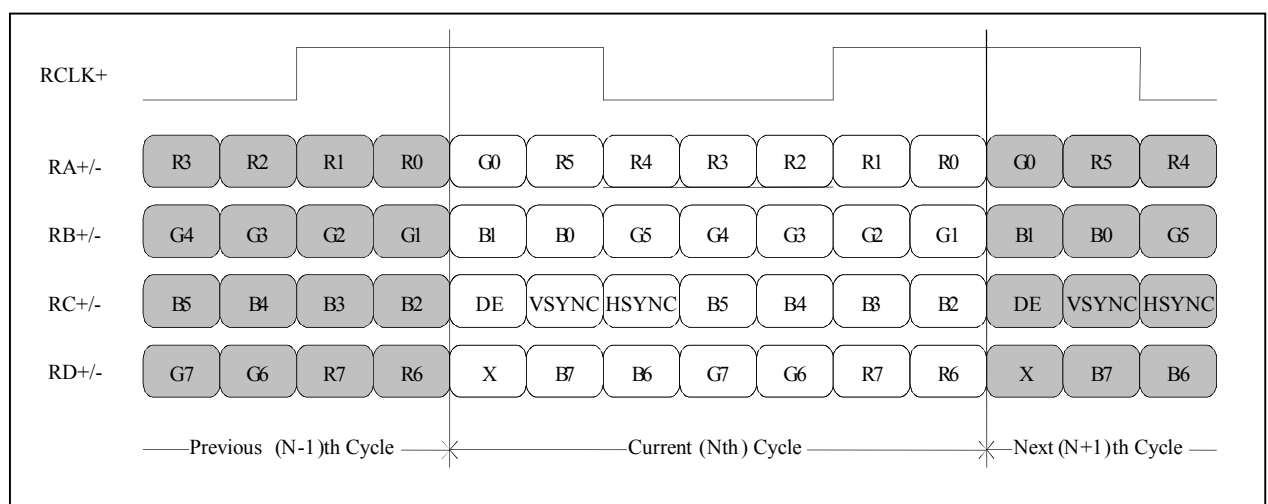 RCLK+
RA+/- R3 R2 R1 R0 G0 R5 R4 R3 R2 R1 R0 G0 R5 R4
RB+/- G4 G3 G2 G1 B1 B0 G5 G4 G3 G2 G1 B1 B0 G5
RC+/- B5 B4 B3 B2 DE VSYNC HSYNC B5 B4 B3 B2 DE VSYNC HSYNC
RD+/- G7 G6 R7 R6 X B7 B6 G7 G6 R7 R6 X B7 B6
Previous (N-1)th Cycle Current (Nth) Cycle Next (N+1)th Cycle